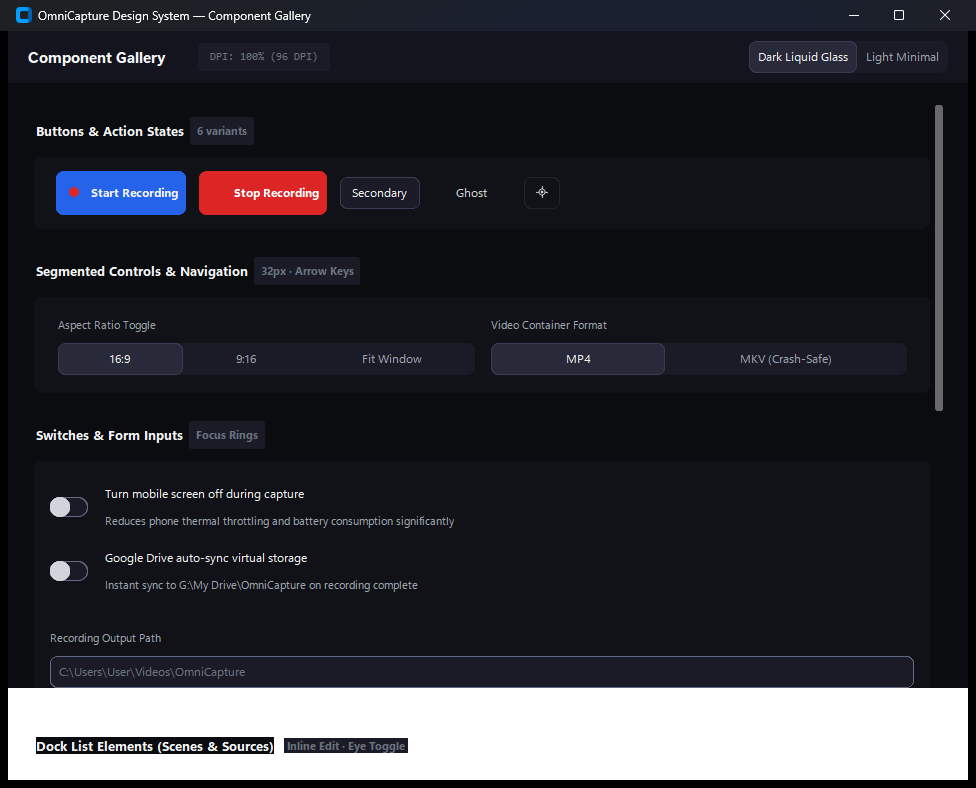 OmniCapture Design System — Component Gallery
Component Gallery
DPI: 100% (96 DPI)
Dark Liquid Glass
Light Minimal
Buttons & Action States
6 variants
Start Recording
Stop Recording
Secondary
Ghost
Segmented Controls & Navigation
32px · Arrow Keys
Aspect Ratio Toggle
16:9
9:16
Fit Window
Video Container Format
MP4
MKV (Crash-Safe)
Switches & Form Inputs
Focus Rings
Turn mobile screen off during capture
Reduces phone thermal throttling and battery consumption significantly
Google Drive auto-sync virtual storage
Instant sync to G:\My Drive\OmniCapture on recording complete
Recording Output Path
C:\Users\User\Videos\OmniCapture
Dock List Elements (Scenes & Sources)
Inline Edit · Eye Toggle